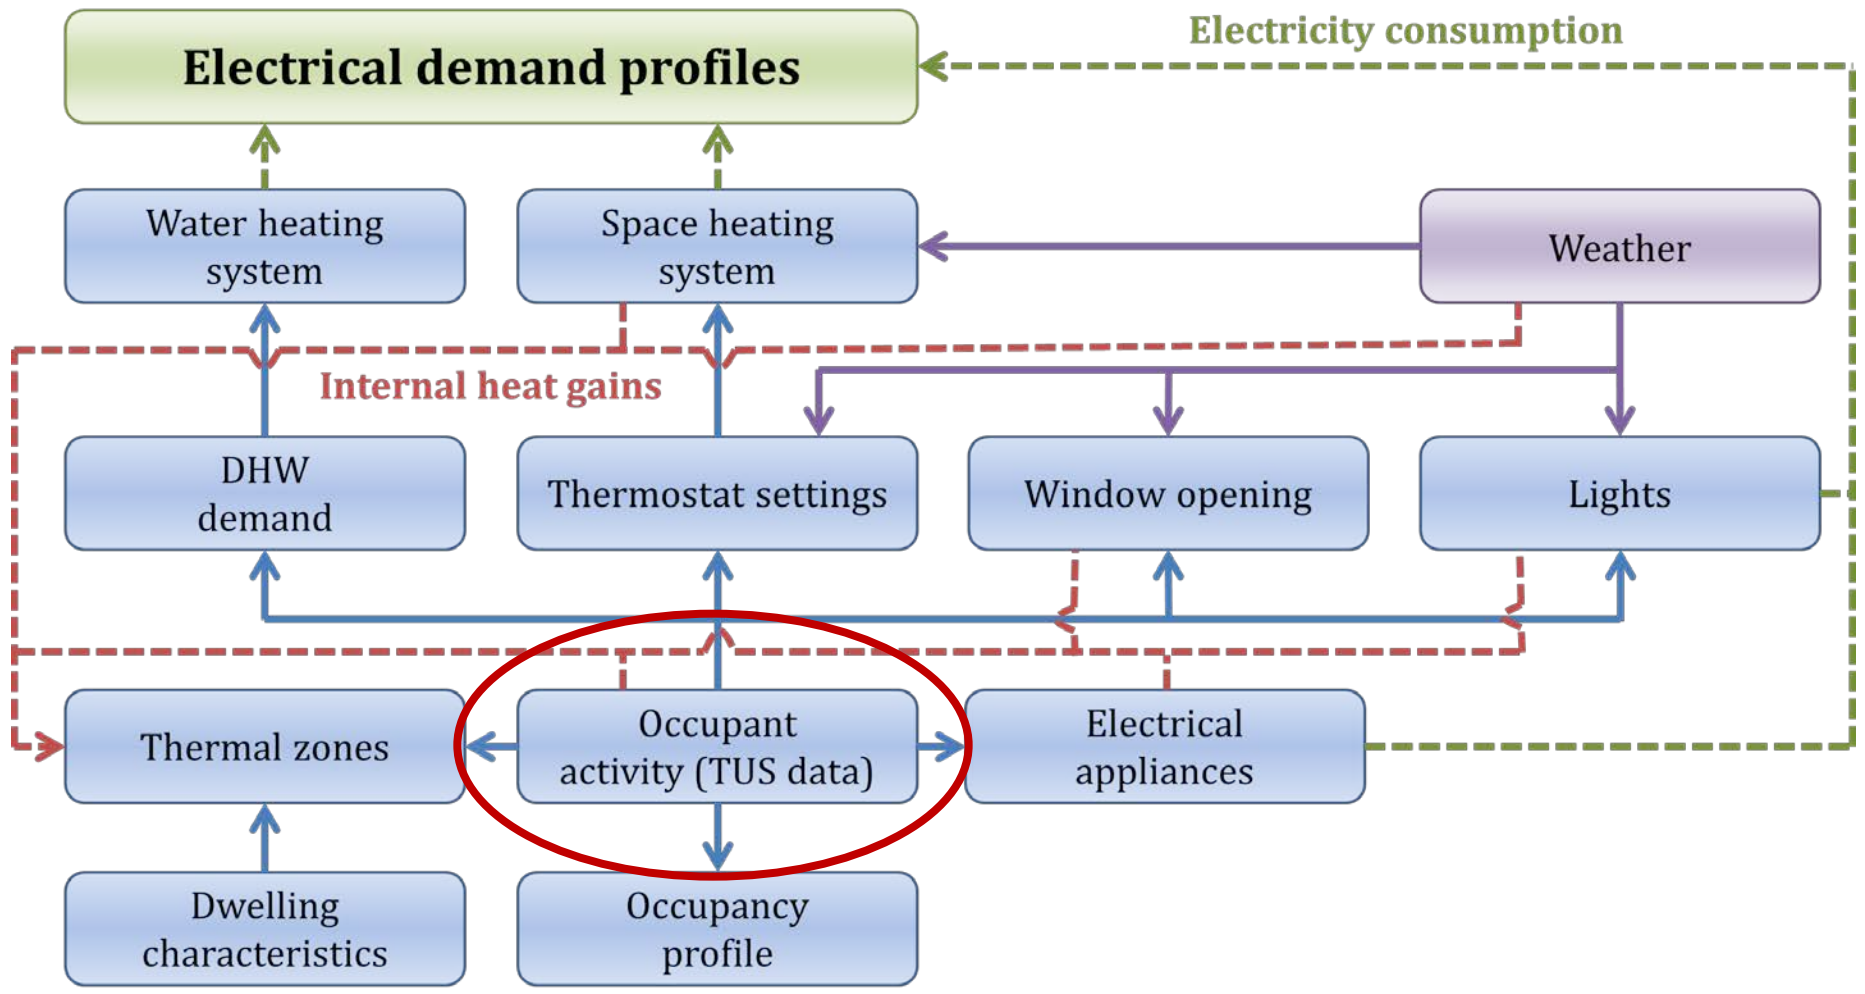 Electricity consumption
Electrical demand profiles
Water heating
system
Space heating
system
Weather
Internal heat gains
DHW
demand
Thermostat settings
Window opening
Lights
Thermal zones
Occupant
activity (TUS data)
Electrical
appliances
Dwelling
characteristics
Occupancy
profile